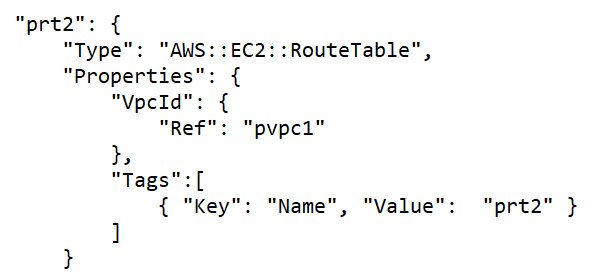 "prt2": {
    "Type": "AWS::EC2::RouteTable",
    "Properties": {
        "VpcId": {
            "Ref": "pvpc1"
        },
        "Tags":[
            { "Key": "Name", "Value":  "prt2" }
        ]
    }